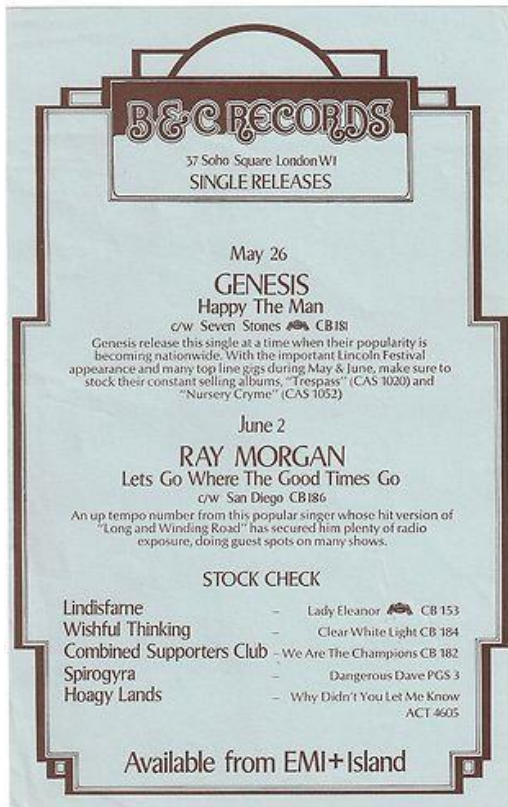 B & C RECORDS
37 Soho Square London W1
SINGLE RELEASES
May 26
GENESIS
Happy The Man
c/w Seven Stones CB181
Genesis release this single at a time when their popularity is
becoming nationwide. With the important Lincoln Festival
appearance and many top line gigs during May & June, make sure to
stock their constant selling albums, "Trespass" (CAS 1020) and
"Nursery Cryme" (CAS 1052)
June 2
RAY MORGAN
Lets Go Where The Good Times Go
c/w San Diego CB186
An up tempo number from this popular singer whose hit version of
"Long and Winding Road" has secured him plenty of radio
exposure, doing guest spots on many shows.
STOCK CHECK
Lindisfarne – Lady Eleanor CB 153
Wishful Thinking – Clear White Light CB 184
Combined Supporters Club – We Are The Champions CB 182
Spirogyra – Dangerous Dave PGS 3
Hoagy Lands – Why Didn't You Let Me Know
ACT 4605
Available from EMI+Island